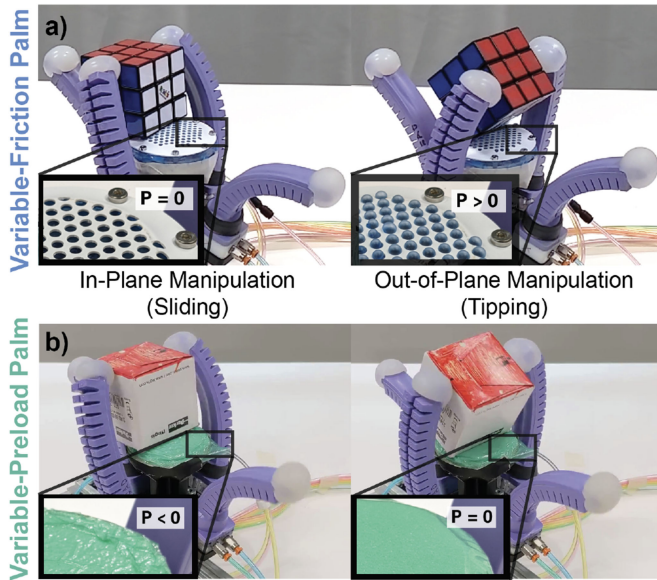 Variable-Friction Palm
a)
P = 0
P > 0
In-Plane Manipulation
(Sliding)
Out-of-Plane Manipulation
(Tipping)
Variable-Preload Palm
b)
P < 0
P = 0